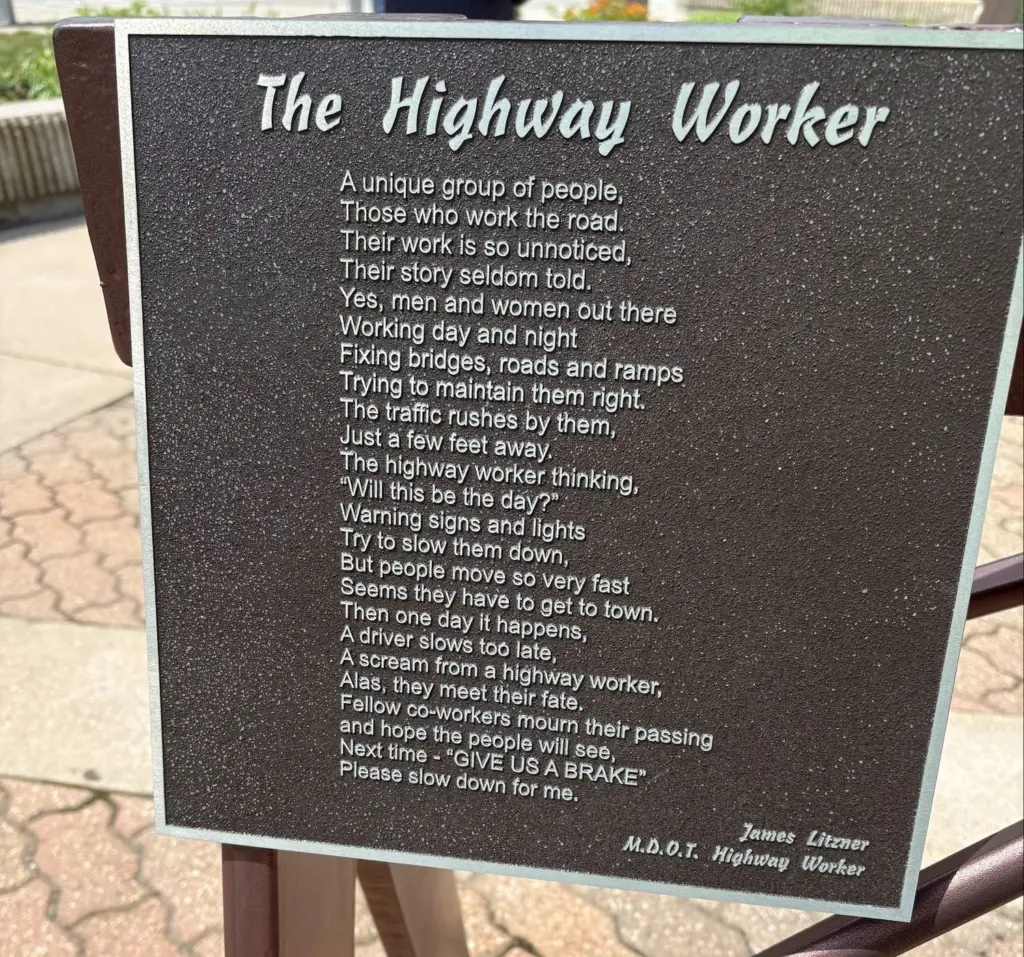 The Highway Worker
A unique group of people,
Those who work the road.
Their work is so unnoticed,
Their story seldom told.
Yes, men and women out there
Working day and night
Fixing bridges, roads and ramps
Trying to maintain them right.
The traffic rushes by them,
Just a few feet away.
The highway worker thinking,
“Will this be the day?”
Warning signs and lights
Try to slow them down,
But people move so very fast
Seems they have to get to town.
Then one day it happens,
A driver slows too late,
A scream from a highway worker,
Alas, they meet their fate.
Fellow co-workers mourn their passing
and hope the people will see,
Next time - “GIVE US A BRAKE”
Please slow down for me.
James Litzner
M.D.O.T. Highway Worker